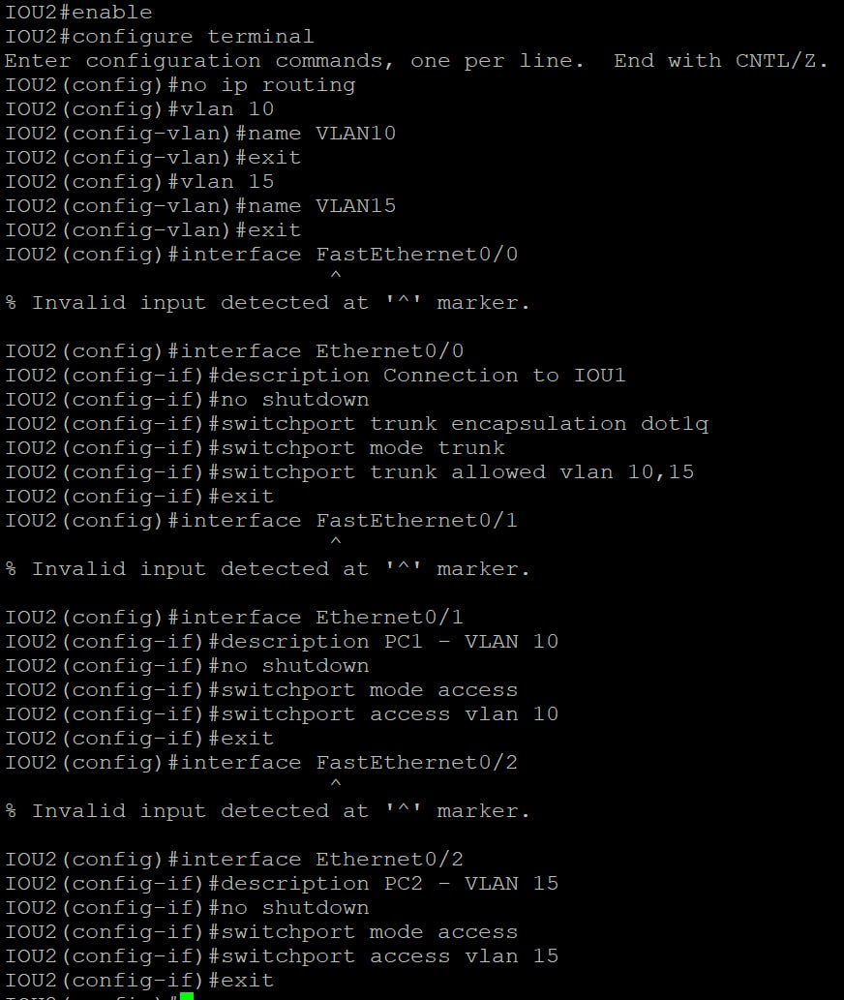 IOU2#enable
IOU2#configure terminal
Enter configuration commands, one per line.  End with CNTL/Z.
IOU2(config)#no ip routing
IOU2(config)#vlan 10
IOU2(config-vlan)#name VLAN10
IOU2(config-vlan)#exit
IOU2(config)#vlan 15
IOU2(config-vlan)#name VLAN15
IOU2(config-vlan)#exit
IOU2(config)#interface FastEthernet0/0
^
% Invalid input detected at '^' marker.
IOU2(config)#interface Ethernet0/0
IOU2(config-if)#description Connection to IOU1
IOU2(config-if)#no shutdown
IOU2(config-if)#switchport trunk encapsulation dot1q
IOU2(config-if)#switchport mode trunk
IOU2(config-if)#switchport trunk allowed vlan 10,15
IOU2(config-if)#exit
IOU2(config)#interface FastEthernet0/1
^
% Invalid input detected at '^' marker.
IOU2(config)#interface Ethernet0/1
IOU2(config-if)#description PC1 - VLAN 10
IOU2(config-if)#no shutdown
IOU2(config-if)#switchport mode access
IOU2(config-if)#switchport access vlan 10
IOU2(config-if)#exit
IOU2(config)#interface FastEthernet0/2
^
% Invalid input detected at '^' marker.
IOU2(config)#interface Ethernet0/2
IOU2(config-if)#description PC2 - VLAN 15
IOU2(config-if)#no shutdown
IOU2(config-if)#switchport mode access
IOU2(config-if)#switchport access vlan 15
IOU2(config-if)#exit
IOU2(config)#